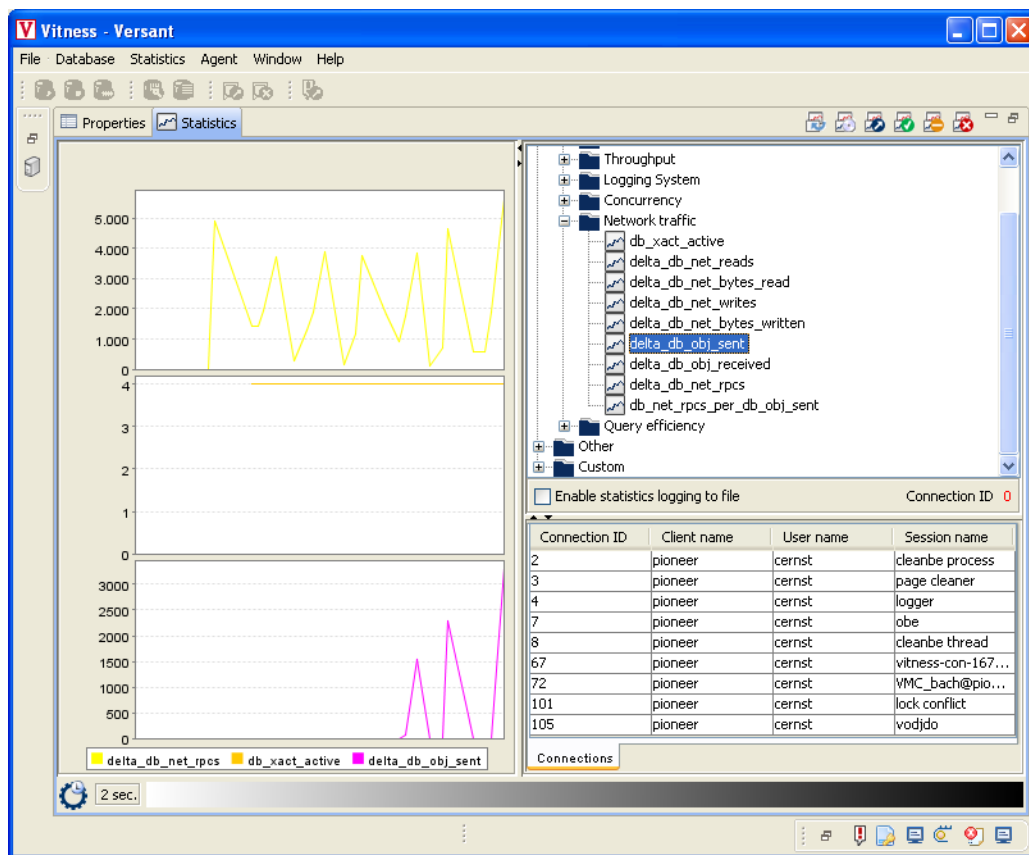 Vitness - Versant
File Database Statistics Agent Window Help
Properties Statistics
5.000
4.000
3.000
2.000
1.000
0
4
3
2
1
0
3000
2500
2000
1500
1000
500
0
delta_db_net_rpcs db_xact_active delta_db_obj_sent
Throughput
Logging System
Concurrency
Network traffic
db_xact_active
delta_db_net_reads
delta_db_net_bytes_read
delta_db_net_writes
delta_db_net_bytes_written
delta_db_obj_sent
delta_db_obj_received
delta_db_net_rpcs
db_net_rpcs_per_db_obj_sent
Query efficiency
Other
Custom
Enable statistics logging to file Connection ID 0
Connection ID Client name User name Session name
2 pioneer cernst cleanbe process
3 pioneer cernst page cleaner
4 pioneer cernst logger
7 pioneer cernst obe
8 pioneer cernst cleanbe thread
67 pioneer cernst vitness-con-167...
72 pioneer cernst VMC_bach@pio...
101 pioneer cernst lock conflict
105 pioneer cernst vodjdo
Connections
2 sec.